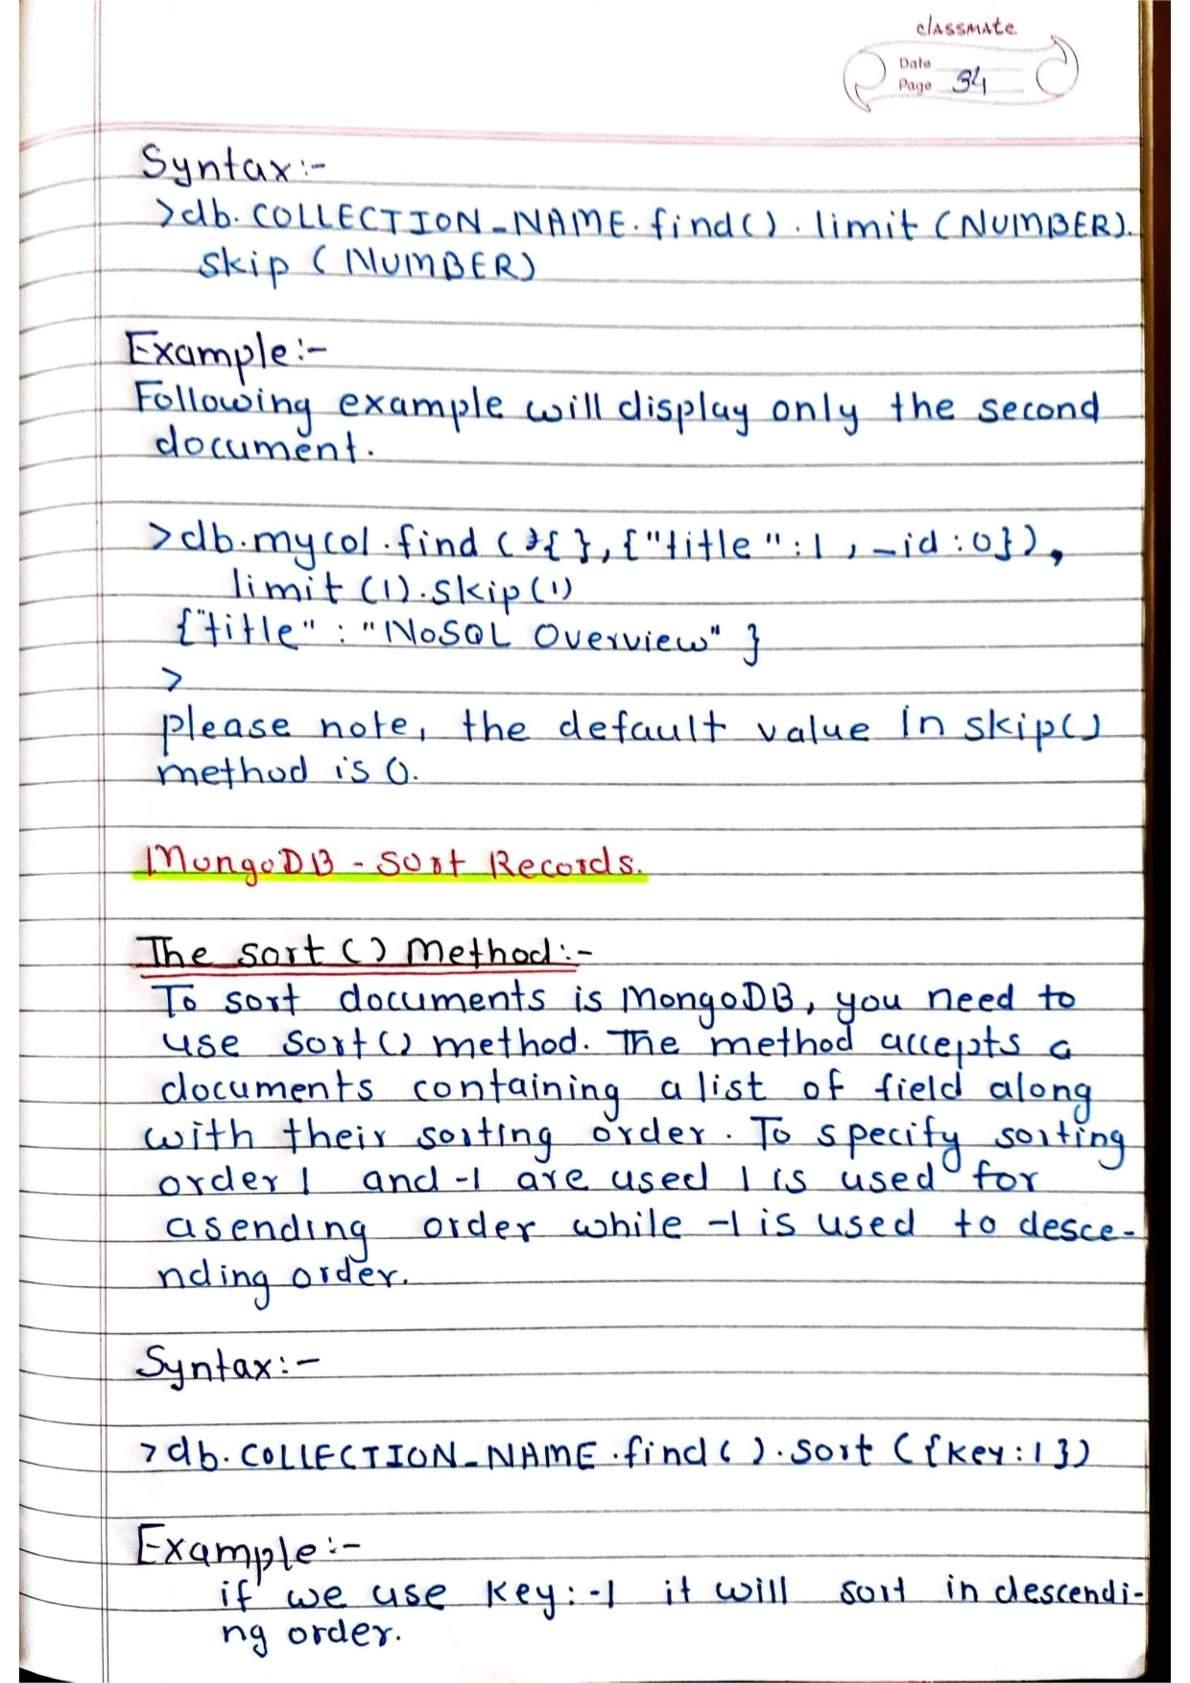 classmate
Date
Page 34
Syntax:-
>db.COLLECTION_NAME.find().limit(NUMBER).
skip(NUMBER)
Example:-
Following example will display only the second
document.
>db.mycol.find({},{"title":1,_id:0}),
limit(1).skip(1)
{"title":"NoSQL Overview"}
>
please note, the default value in skip()
method is 0.
MongoDB - Sort Records.
The sort() Method:-
To sort documents is MongoDB, you need to
use sort() method. The method accepts a
documents containing a list of field along
with their sorting order. To specify sorting
order 1 and -1 are used 1 is used for
asending order while -1 is used to desce-
nding order.
Syntax:-
>db.COLLECTION_NAME.find().sort({key:1})
Example:-
if we use key:-1 it will sort in descendi-
ng order.